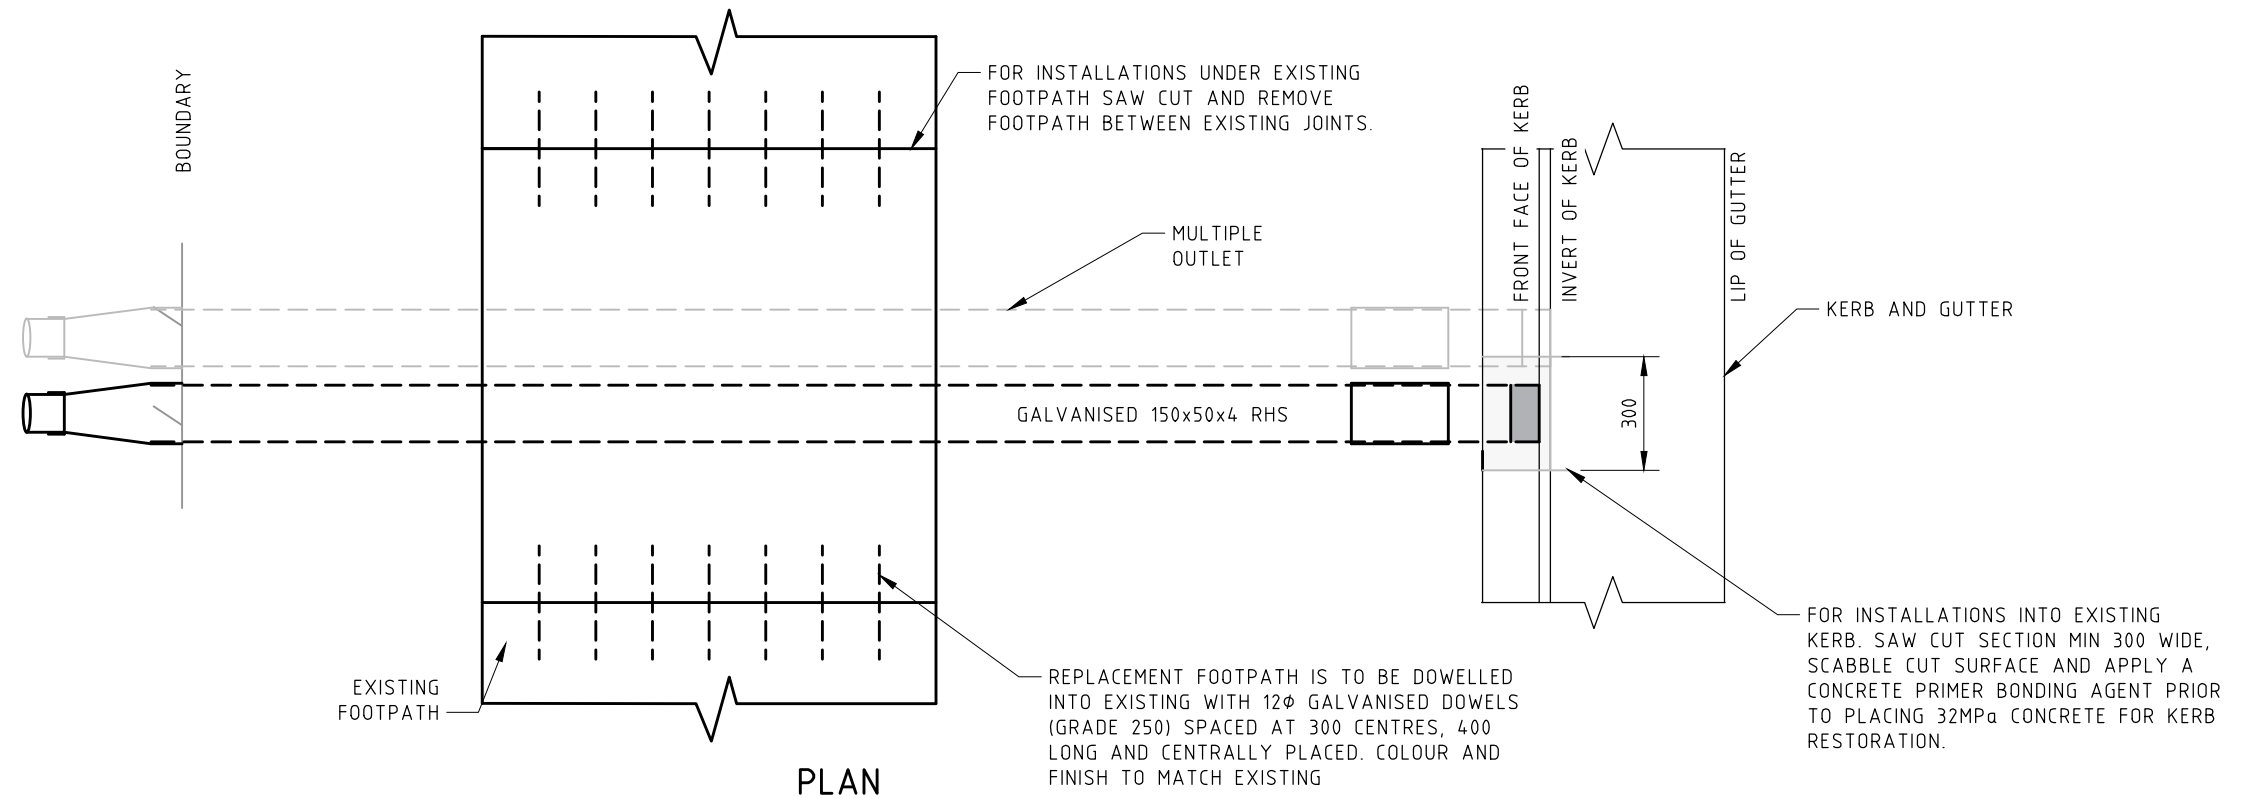 BOUNDARY
FOR INSTALLATIONS UNDER EXISTING
FOOTPATH SAW CUT AND REMOVE
FOOTPATH BETWEEN EXISTING JOINTS.
MULTIPLE
OUTLET
FRONT FACE OF KERB
INVERT OF KERB
LIP OF GUTTER
KERB AND GUTTER
GALVANISED 150x50x4 RHS
300
FOR INSTALLATIONS INTO EXISTING
KERB. SAW CUT SECTION MIN 300 WIDE,
SCABBLE CUT SURFACE AND APPLY A
CONCRETE PRIMER BONDING AGENT PRIOR
TO PLACING 32MPa CONCRETE FOR KERB
RESTORATION.
EXISTING
FOOTPATH
REPLACEMENT FOOTPATH IS TO BE DOWELLED
INTO EXISTING WITH 12Ø GALVANISED DOWELS
(GRADE 250) SPACED AT 300 CENTRES, 400
LONG AND CENTRALLY PLACED. COLOUR AND
FINISH TO MATCH EXISTING
PLAN